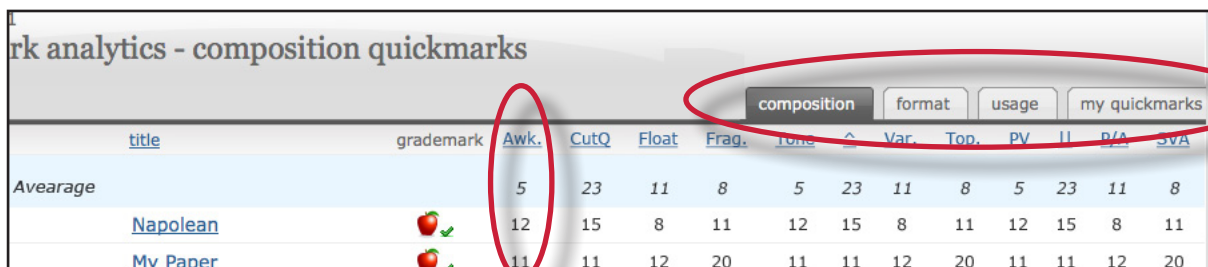 1
rk analytics - composition quickmarks
composition format usage my quickmarks
title grademark Awk. CutQ Float Frag. Tone ^ Var. Top. PV || P/A SVA
Avearage 5 23 11 8 5 23 11 8 5 23 11 8
Napolean 12 15 8 11 12 15 8 11 12 15 8 11
My Paper 11 11 12 20 11 11 12 20 11 11 12 20